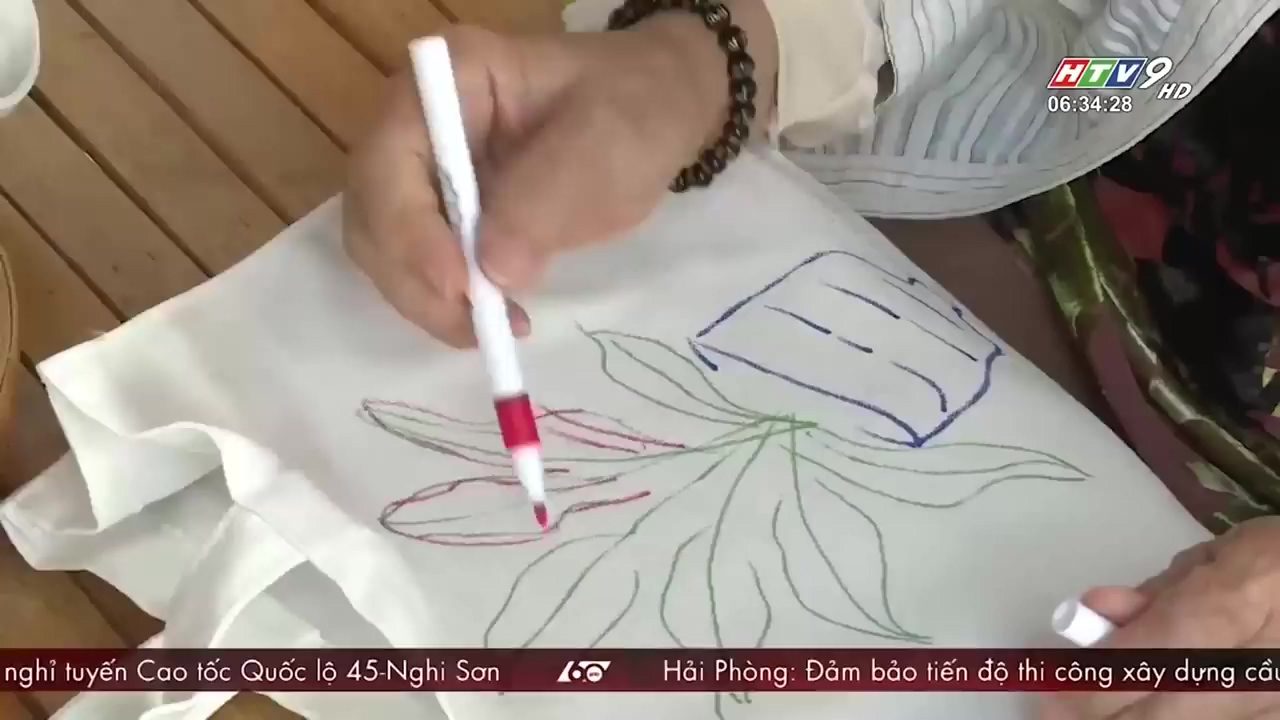 HTV9 HD
06:34:28
nghỉ tuyến Cao tốc Quốc lộ 45-Nghi Sơn 60 Hải Phòng: Đảm bảo tiến độ thi công xây dựng cầu